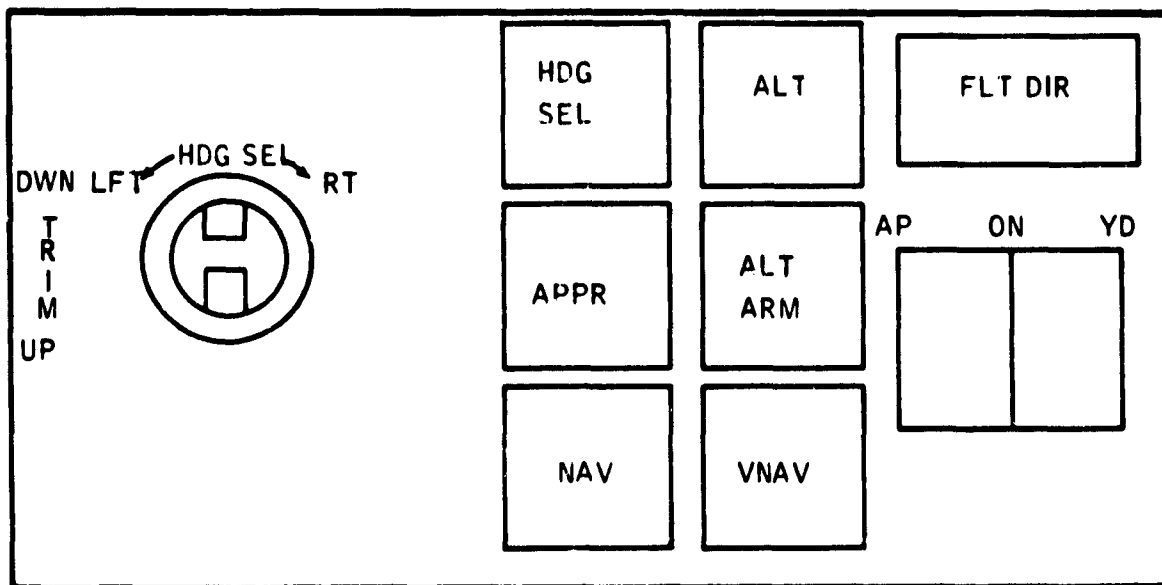 HDG SEL
DWN LFT
RT
TRIM
UP
HDG
SEL
ALT
FLT DIR
APPR
ALT
ARM
AP ON YD
NAV
VNAV